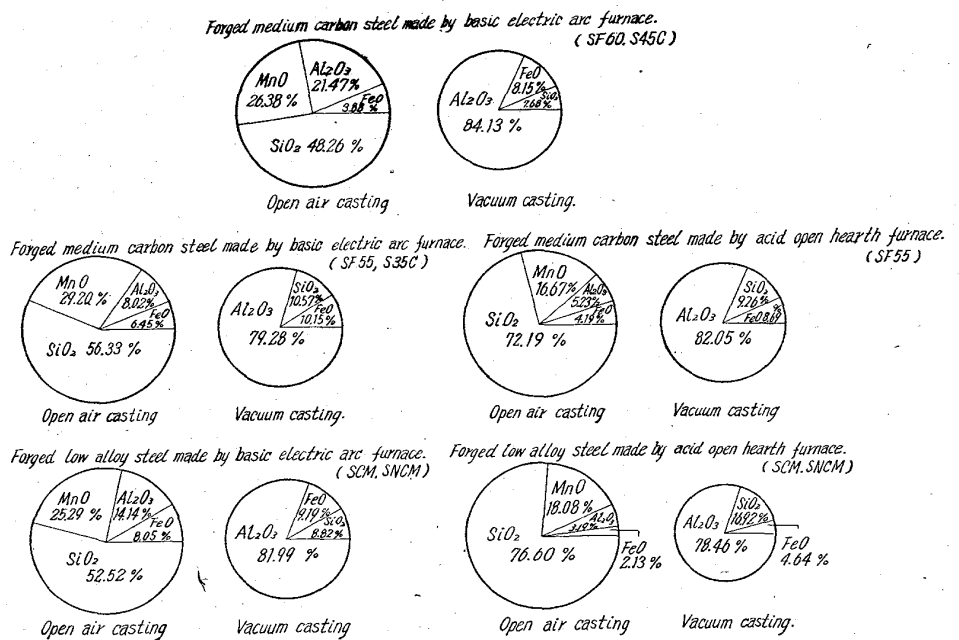 Forged medium carbon steel made by basic electric arc furnace.
(SF60. S45C)
MnO
26.38 %
Al₂O₃
21.47%
FeO
3.88 %
SiO₂ 48.26 %
Open air casting
Al₂O₃
84.13 %
FeO
8.15%
SiO₂
7.68 %
Vacuum casting.
Forged medium carbon steel made by basic electric arc furnace.
(SF55, S35C)
MnO
29.20 %
Al₂O₃
8.02%
FeO
6.45 %
SiO₂ 56.33 %
Open air casting
Al₂O₃
79.28 %
SiO₂
10.57%
FeO
10.15 %
Vacuum casting.
Forged medium carbon steel made by acid open hearth furnace.
(SF55)
MnO
16.67%
Al₂O₃
5.23%
FeO
4.19 %
SiO₂
72.19 %
Open air casting
Al₂O₃
82.05 %
SiO₂
9.26 %
FeO 8.69
Vacuum casting
Forged low alloy steel made by basic electric arc furnace.
(SCM. SNCM)
MnO
25.29 %
Al₂O₃
14.14 %
FeO
8.05 %
SiO₂
52.52 %
Open air casting
Al₂O₃
81.99 %
FeO
9.19 %
SiO₂
8.82%
Vacuum casting
Forged low alloy steel made by acid open hearth furnace.
(SCM. SNCM)
MnO
18.08 %
Al₂O₃
3.19%
SiO₂
76.60 %
FeO
2.13 %
Open air casting
Al₂O₃
78.46 %
SiO₂
16.92%
FeO
4.64 %
Vacuum casting.